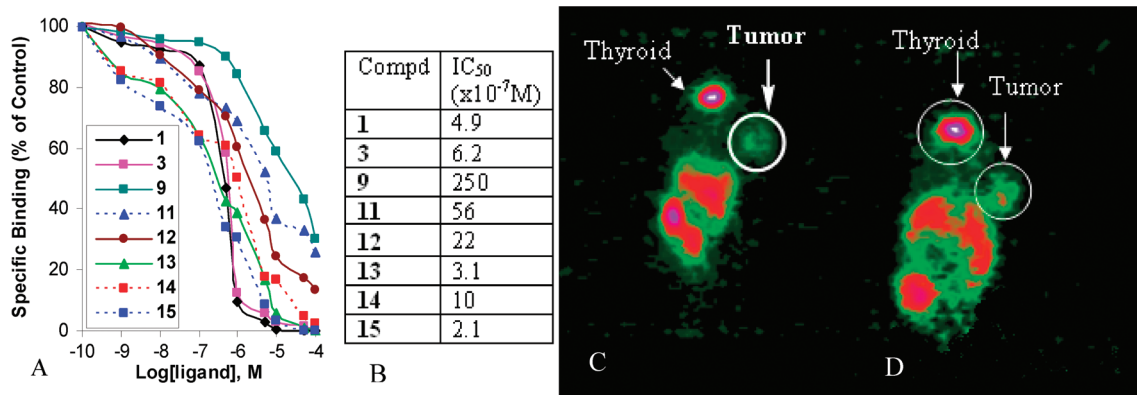 Specific Binding (% of Control)
100
80
60
40
20
0
1
3
9
11
12
13
14
15
-10 -9 -8 -7 -6 -5 -4
Log[ligand], M
A
Compd IC50 (x10-7M)
1 4.9
3 6.2
9 250
11 56
12 22
13 3.1
14 10
15 2.1
B
Thyroid
Tumor
C
Thyroid
Tumor
D